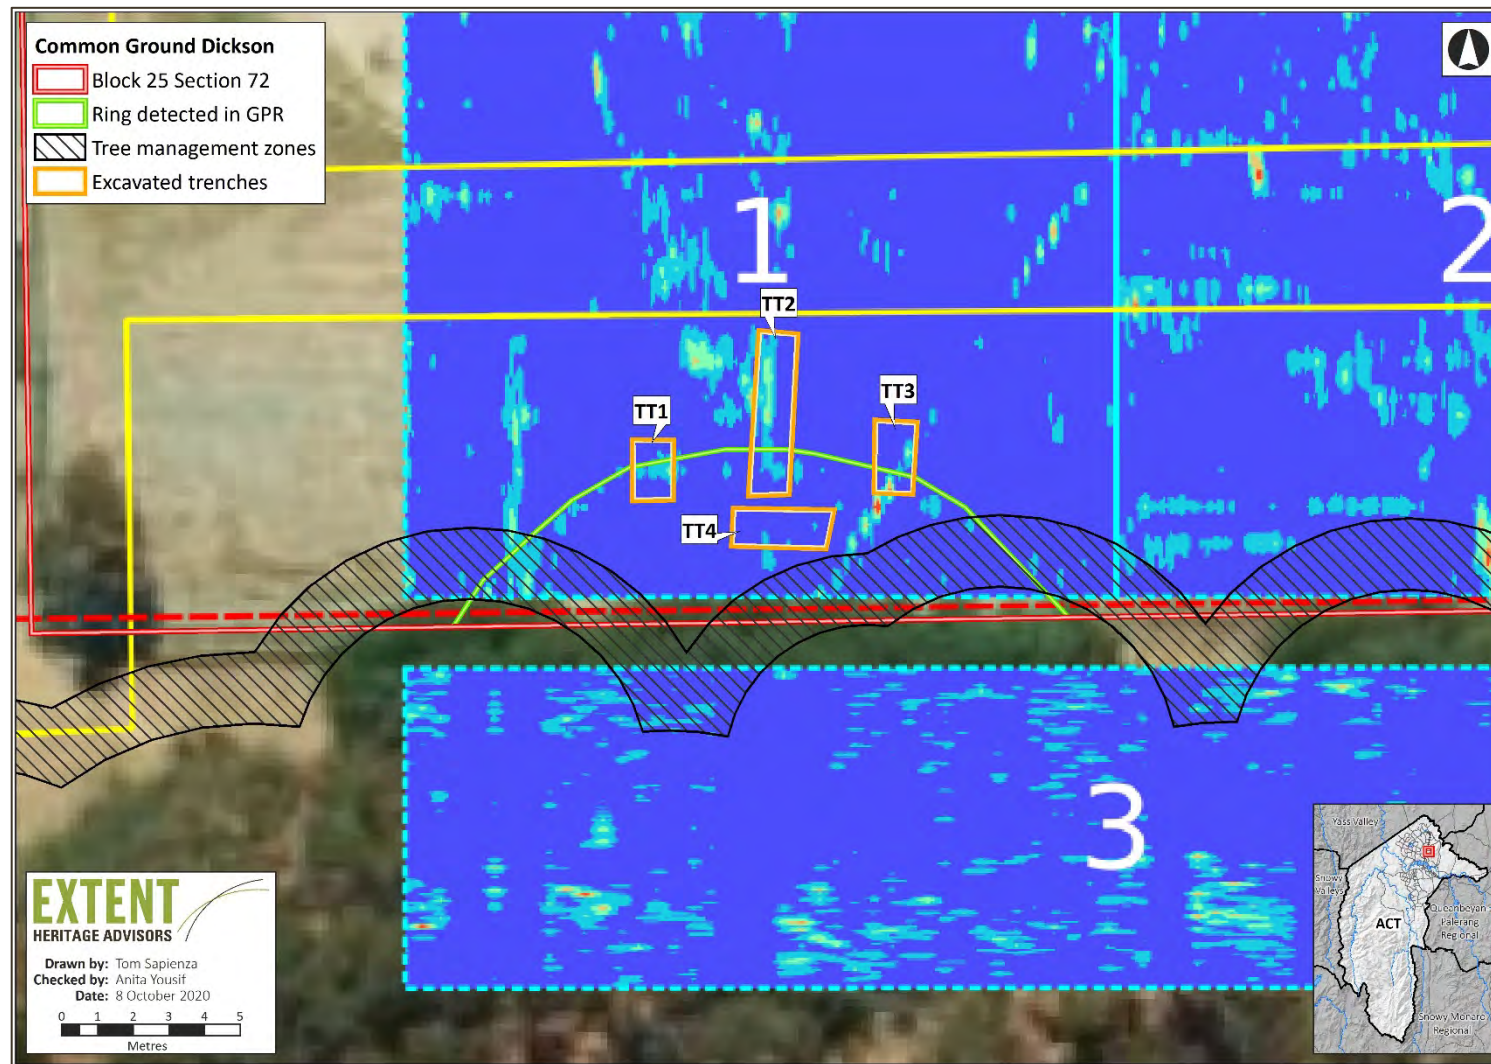 Common Ground Dickson
Block 25 Section 72
Ring detected in GPR
Tree management zones
Excavated trenches
1
2
TT2
TT3
TT1
TT4
3
EXTENT
HERITAGE ADVISORS
Drawn by: Tom Sapienza
Checked by: Anita Yousif
Date: 8 October 2020
0 1 2 3 4 5
Metres
Yass Valley
Snowy
Valleys
ACT
Queanbeyan
Palerang
Regional
Snowy Monaro
Regional